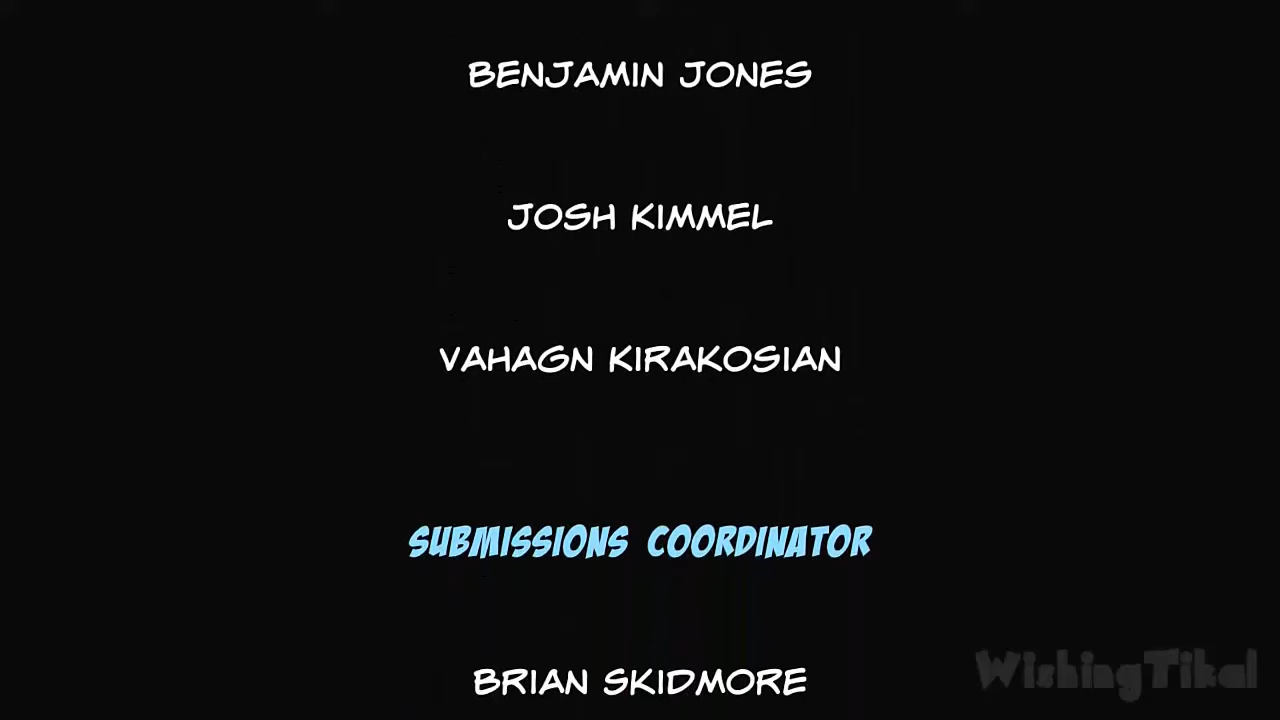 BENJAMIN JONES
JOSH KIMMEL
VAHAGN KIRAKOSIAN
SUBMISSIONS COORDINATOR
BRIAN SKIDMORE
WishingTikal